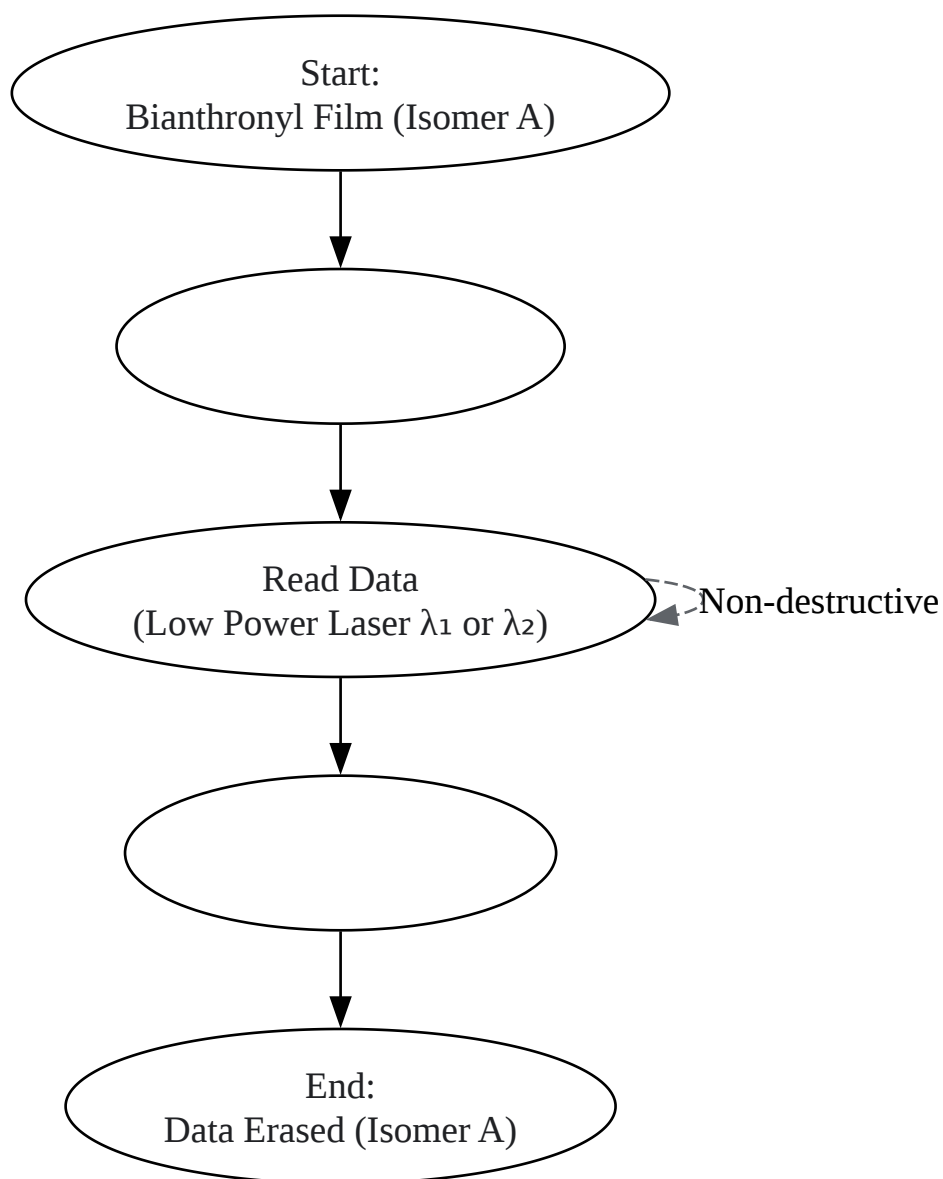 Start:
Bianthronyl Film (Isomer A)
Read Data
(Low Power Laser λ₁ or λ₂)
Non-destructive
End:
Data Erased (Isomer A)